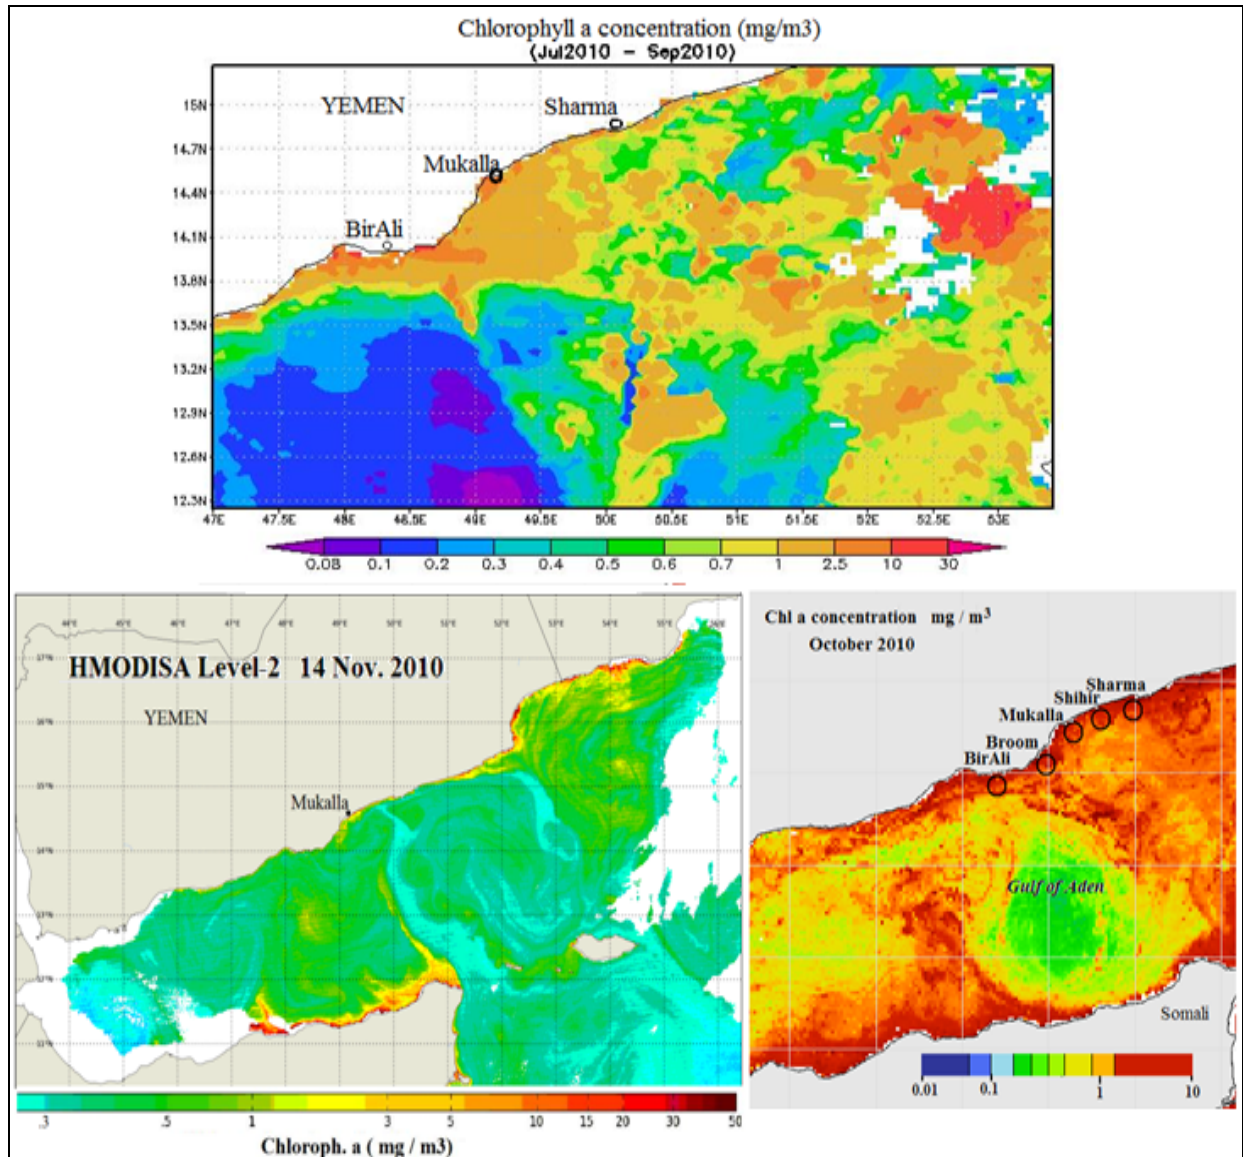 Chlorophyll a concentration (mg/m3)
(Jul2010 – Sep2010)
15N
YEMEN
Sharma
14.7N
Mukalla
14.4N
BirAli
14.1N
13.8N
13.5N
13.2N
12.9N
12.6N
12.3N
47E 47.5E 48E 48.5E 49E 49.5E 50E 50.5E 51E 51.5E 52E 52.5E 53E
0.08 0.1 0.2 0.3 0.4 0.5 0.6 0.7 1 2.5 10 30
HMODISA Level-2 14 Nov. 2010
YEMEN
Mukalla
.3 .5 1 3 5 10 15 20 30 50
Chloroph. a ( mg / m3)
Chl a concentration mg / m³
October 2010
Sharma
Shihir
Mukalla
Broom
BirAli
Gulf of Aden
Somali
0.01 0.1 1 10